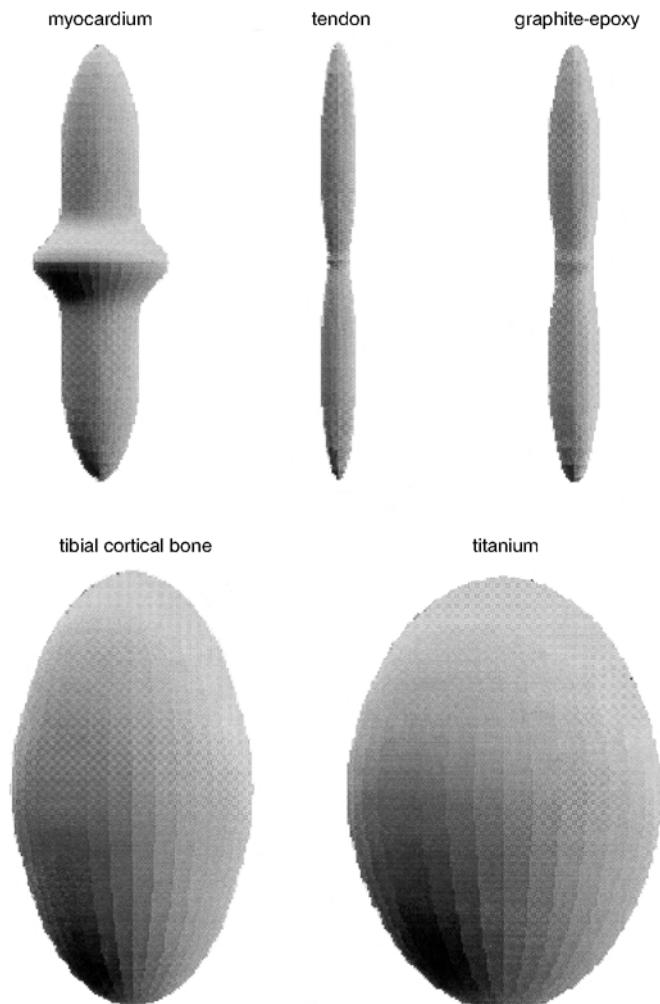 myocardium
tendon
graphite-epoxy
tibial cortical bone
titanium